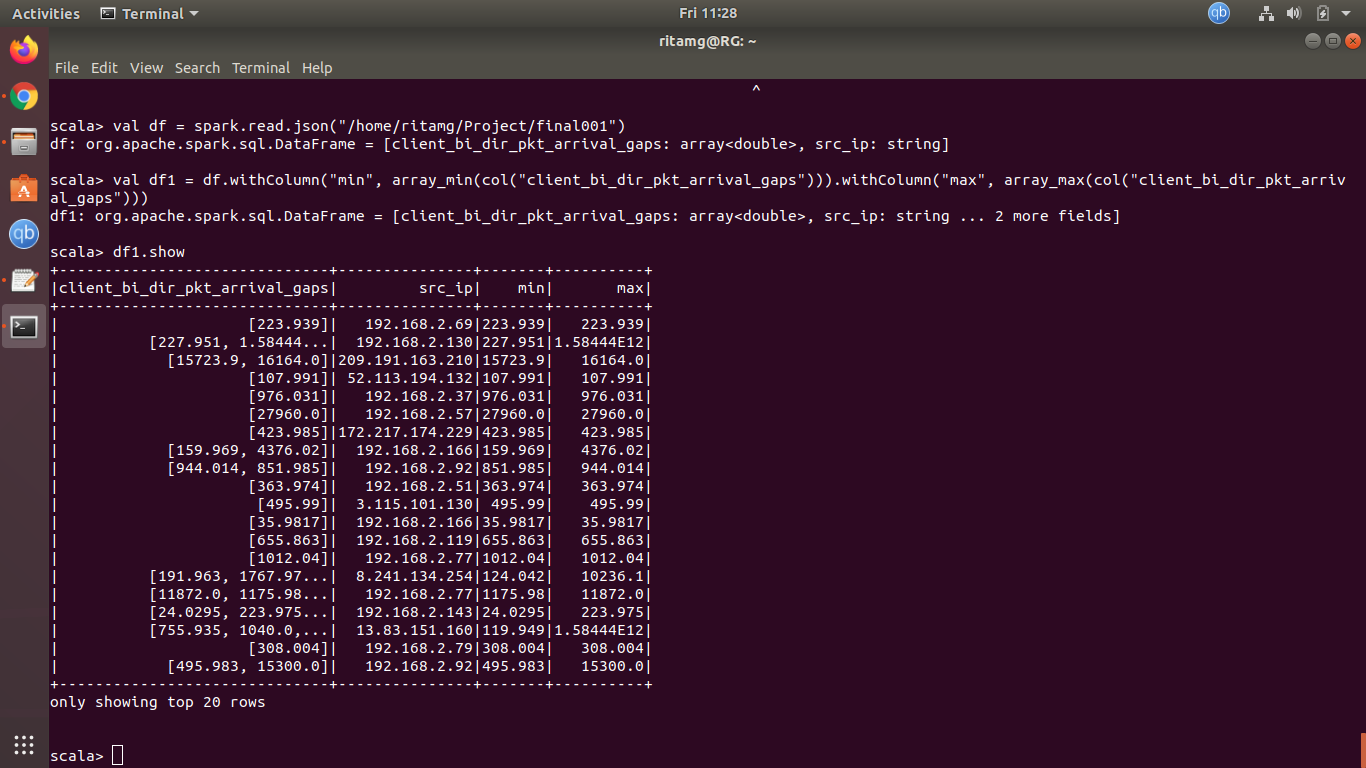 Activities Terminal Fri 11:28 qb
ritamg@RG: ~
File Edit View Search Terminal Help
^
scala> val df = spark.read.json("/home/ritamg/Project/final001")
df: org.apache.spark.sql.DataFrame = [client_bi_dir_pkt_arrival_gaps: array<double>, src_ip: string]
scala> val df1 = df.withColumn("min", array_min(col("client_bi_dir_pkt_arrival_gaps"))).withColumn("max", array_max(col("client_bi_dir_pkt_arriv
al_gaps")))
df1: org.apache.spark.sql.DataFrame = [client_bi_dir_pkt_arrival_gaps: array<double>, src_ip: string ... 2 more fields]
scala> df1.show
+------------------------------+---------------+-------+----------+
|client_bi_dir_pkt_arrival_gaps|         src_ip|    min|       max|
+------------------------------+---------------+-------+----------+
|                     [223.939]|   192.168.2.69|223.939|   223.939|
|          [227.951, 1.58444...|  192.168.2.130|227.951|1.58444E12|
|            [15723.9, 16164.0]|209.191.163.210|15723.9|   16164.0|
|                     [107.991]| 52.113.194.132|107.991|   107.991|
|                     [976.031]|   192.168.2.37|976.031|   976.031|
|                     [27960.0]|   192.168.2.57|27960.0|   27960.0|
|                     [423.985]|172.217.174.229|423.985|   423.985|
|            [159.969, 4376.02]|  192.168.2.166|159.969|   4376.02|
|            [944.014, 851.985]|   192.168.2.92|851.985|   944.014|
|                     [363.974]|   192.168.2.51|363.974|   363.974|
|                      [495.99]|  3.115.101.130| 495.99|    495.99|
|                     [35.9817]|  192.168.2.166|35.9817|   35.9817|
|                     [655.863]|  192.168.2.119|655.863|   655.863|
|                     [1012.04]|   192.168.2.77|1012.04|   1012.04|
|          [191.963, 1767.97...|  8.241.134.254|124.042|   10236.1|
|          [11872.0, 1175.98...|   192.168.2.77|1175.98|   11872.0|
|          [24.0295, 223.975...|  192.168.2.143|24.0295|   223.975|
|          [755.935, 1040.0,...|  13.83.151.160|119.949|1.58444E12|
|                     [308.004]|   192.168.2.79|308.004|   308.004|
|            [495.983, 15300.0]|   192.168.2.92|495.983|   15300.0|
+------------------------------+---------------+-------+----------+
only showing top 20 rows
scala>
qb